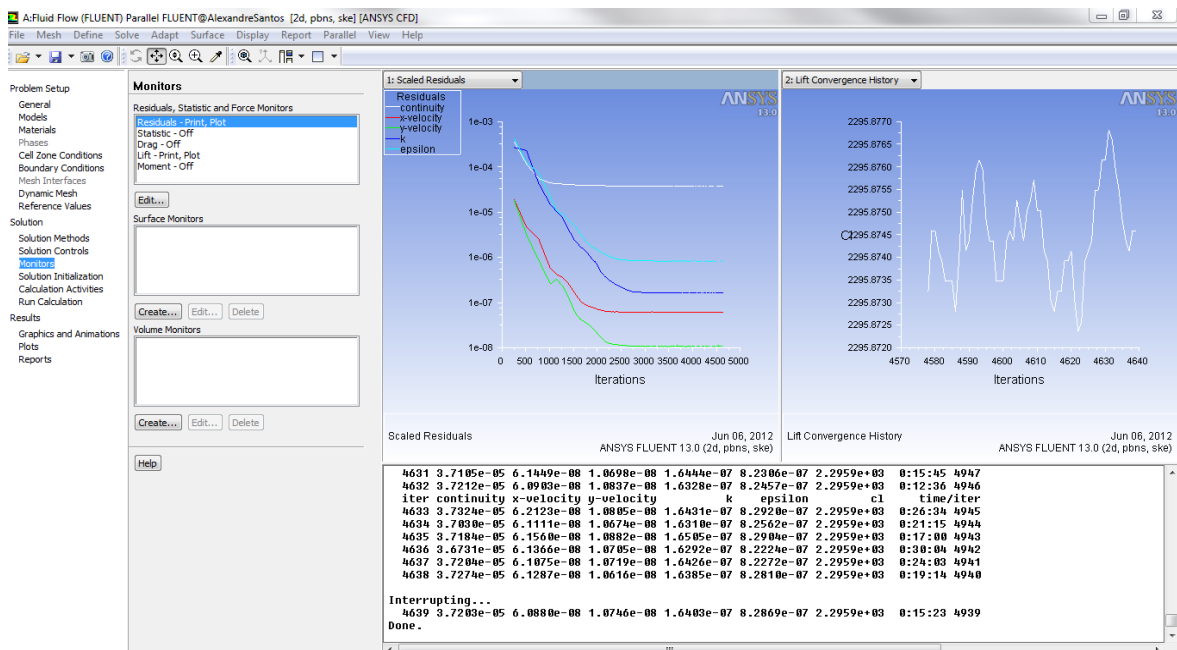 A:Fluid Flow (FLUENT) Parallel FLUENT@AlexandreSantos [2d, pbns, ske] [ANSYS CFD]
File Mesh Define Solve Adapt Surface Display Report Parallel View Help
Problem Setup
General
Models
Materials
Phases
Cell Zone Conditions
Boundary Conditions
Mesh Interfaces
Dynamic Mesh
Reference Values
Solution
Solution Methods
Solution Controls
Monitors
Solution Initialization
Calculation Activities
Run Calculation
Results
Graphics and Animations
Plots
Reports
Monitors
Residuals, Statistic and Force Monitors
Residuals - Print, Plot
Statistic - Off
Drag - Off
Lift - Print, Plot
Moment - Off
Edit...
Surface Monitors
Create... Edit... Delete
Volume Monitors
Create... Edit... Delete
Help
1: Scaled Residuals
Residuals
continuity
x-velocity
y-velocity
k
epsilon
ANSYS
13.0
1e-03
1e-04
1e-05
1e-06
1e-07
1e-08
0 500 1000 1500 2000 2500 3000 3500 4000 4500 5000
Iterations
Scaled Residuals
Jun 06, 2012
ANSYS FLUENT 13.0 (2d, pbns, ske)
2: Lift Convergence History
ANSYS
13.0
2295.8770
2295.8765
2295.8760
2295.8755
2295.8750
Cl 2295.8745
2295.8740
2295.8735
2295.8730
2295.8725
2295.8720
4570 4580 4590 4600 4610 4620 4630 4640
Iterations
Lift Convergence History
Jun 06, 2012
ANSYS FLUENT 13.0 (2d, pbns, ske)
4631 3.7105e-05 6.1449e-08 1.0698e-08 1.6444e-07 8.2306e-07 2.2959e+03 0:15:45 4947
4632 3.7212e-05 6.0903e-08 1.0837e-08 1.6328e-07 8.2457e-07 2.2959e+03 0:12:36 4946
iter continuity x-velocity y-velocity k epsilon cl time/iter
4633 3.7324e-05 6.2123e-08 1.0805e-08 1.6431e-07 8.2920e-07 2.2959e+03 0:26:34 4945
4634 3.7030e-05 6.1111e-08 1.0674e-08 1.6310e-07 8.2562e-07 2.2959e+03 0:21:15 4944
4635 3.7184e-05 6.1560e-08 1.0882e-08 1.6505e-07 8.2904e-07 2.2959e+03 0:17:00 4943
4636 3.6731e-05 6.1366e-08 1.0705e-08 1.6292e-07 8.2224e-07 2.2959e+03 0:30:04 4942
4637 3.7204e-05 6.1075e-08 1.0719e-08 1.6426e-07 8.2272e-07 2.2959e+03 0:24:03 4941
4638 3.7274e-05 6.1287e-08 1.0616e-08 1.6385e-07 8.2810e-07 2.2959e+03 0:19:14 4940
Interrupting...
4639 3.7203e-05 6.0880e-08 1.0746e-08 1.6403e-07 8.2869e-07 2.2959e+03 0:15:23 4939
Done.